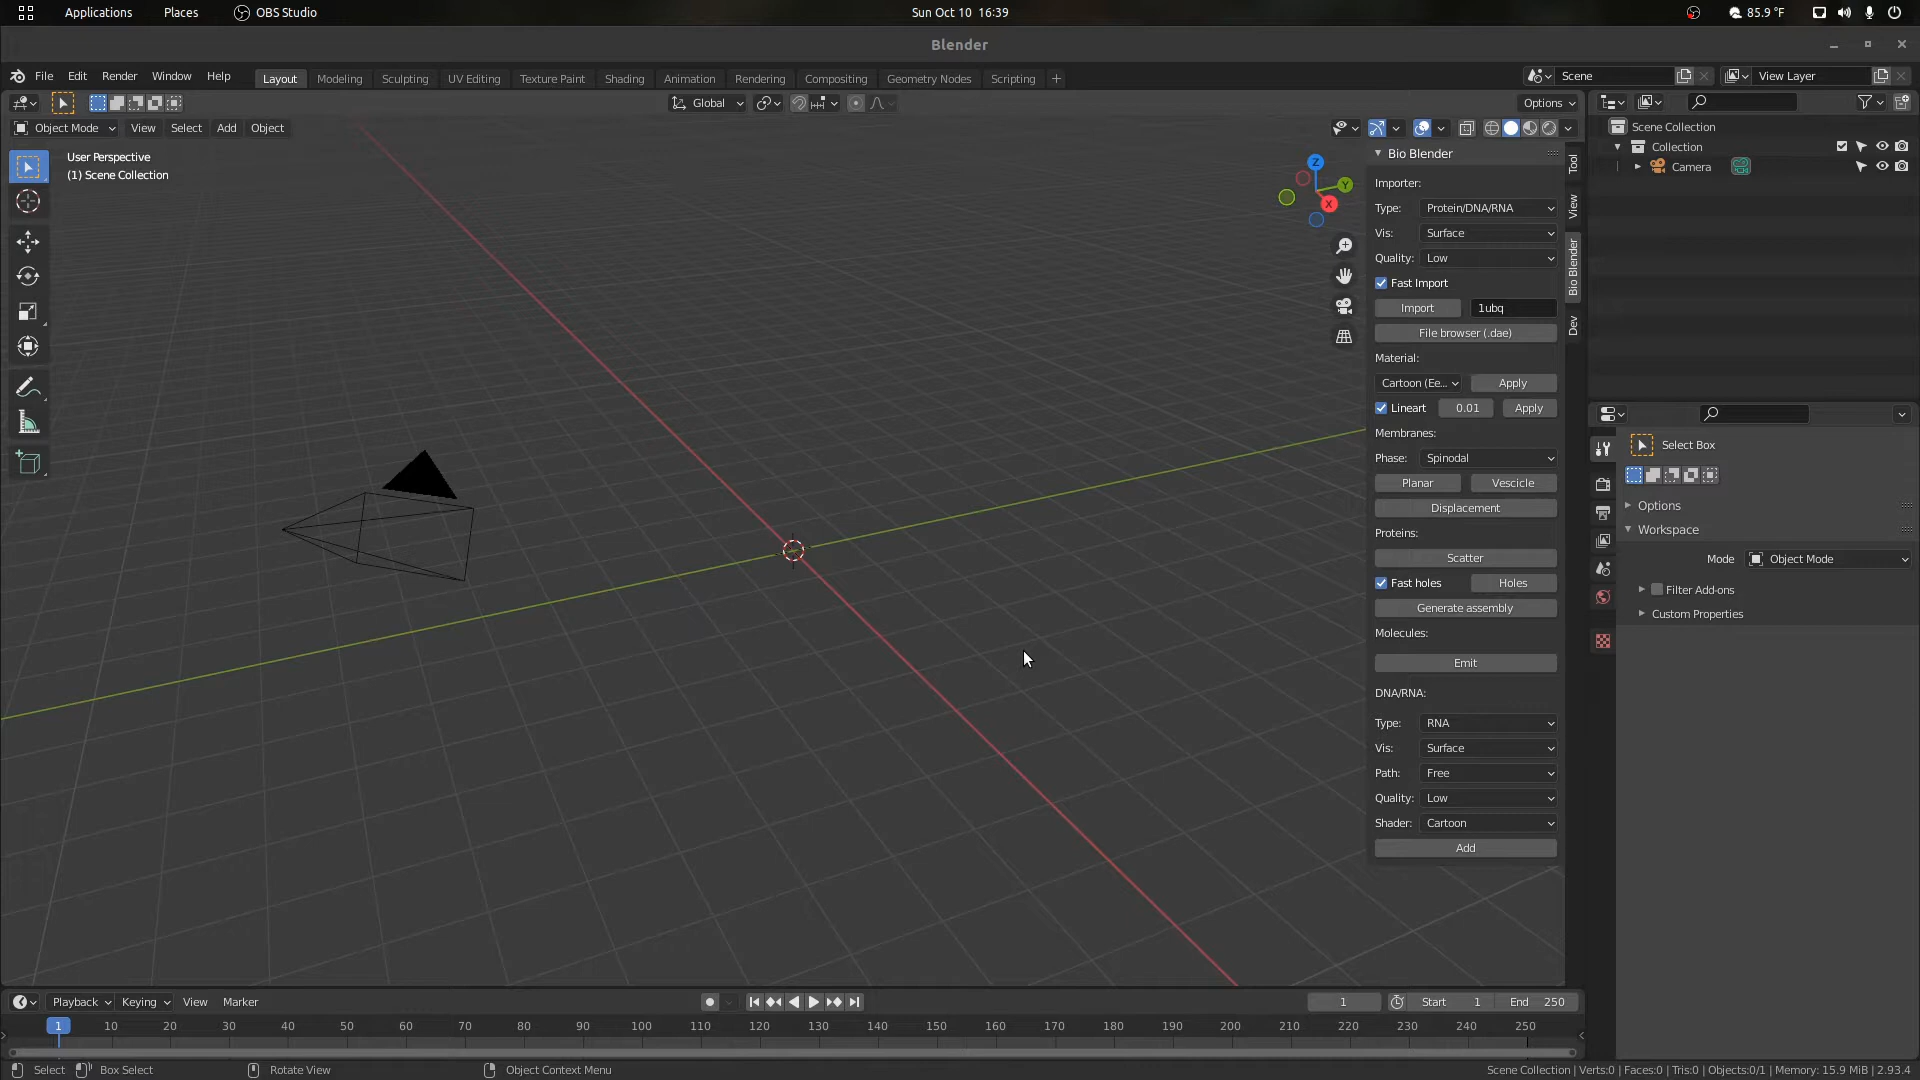 Applications Places OBS Studio Sun Oct 10 16:39 85.9 °F
Blender
File Edit Render Window Help Layout Modeling Sculpting UV Editing Texture Paint Shading Animation Rendering Compositing Geometry Nodes Scripting + Scene View Layer
Global Options
Object Mode View Select Add Object
User Perspective
(1) Scene Collection
Z
Y
X
Bio Blender
Importer:
Type: Protein/DNA/RNA
Vis: Surface
Quality: Low
Fast Import
Import 1ubq
File browser (.dae)
Material:
Cartoon (Ee... Apply
Lineart 0.01 Apply
Membranes:
Phase: Spinodal
Planar Vescicle
Displacement
Proteins:
Scatter
Fast holes Holes
Generate assembly
Molecules:
Emit
DNA/RNA:
Type: RNA
Vis: Surface
Path: Free
Quality: Low
Shader: Cartoon
Add
Tool
View
Bio Blender
Dev
Scene Collection
Collection
Camera
Select Box
Options
Workspace
Mode Object Mode
Filter Add-ons
Custom Properties
Playback Keying View Marker 1 Start 1 End 250
1 10 20 30 40 50 60 70 80 90 100 110 120 130 140 150 160 170 180 190 200 210 220 230 240 250
Select Box Select Rotate View Object Context Menu Scene Collection | Verts:0 | Faces:0 | Tris:0 | Objects:0/1 | Memory: 15.9 MiB | 2.93.4